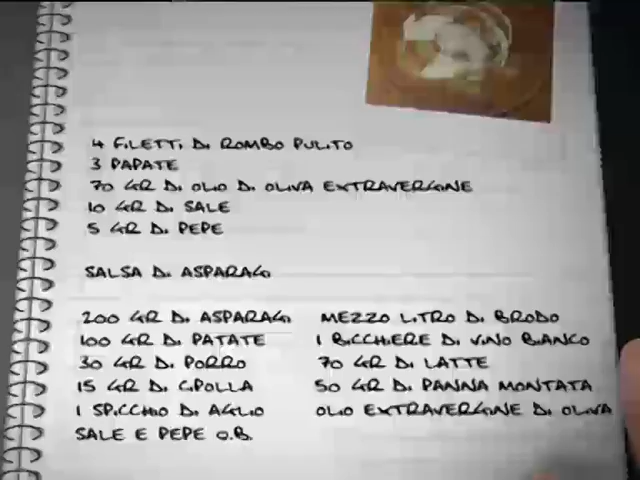 4 FILETTI DI ROMBO PULITO
3 PAPATE
70 GR DI OLIO DI OLIVA EXTRAVERGINE
10 GR DI SALE
5 GR DI PEPE
SALSA DI ASPARAGI
200 GR DI ASPARAGI
100 GR DI PATATE
30 GR DI PORRO
15 GR DI CIPOLLA
1 SPICCHIO DI AGLIO
SALE E PEPE Q.B.
MEZZO LITRO DI BRODO
1 BICCHIERE DI VINO BIANCO
70 GR DI LATTE
50 GR DI PANNA MONTATA
OLIO EXTRAVERGINE DI OLIVA